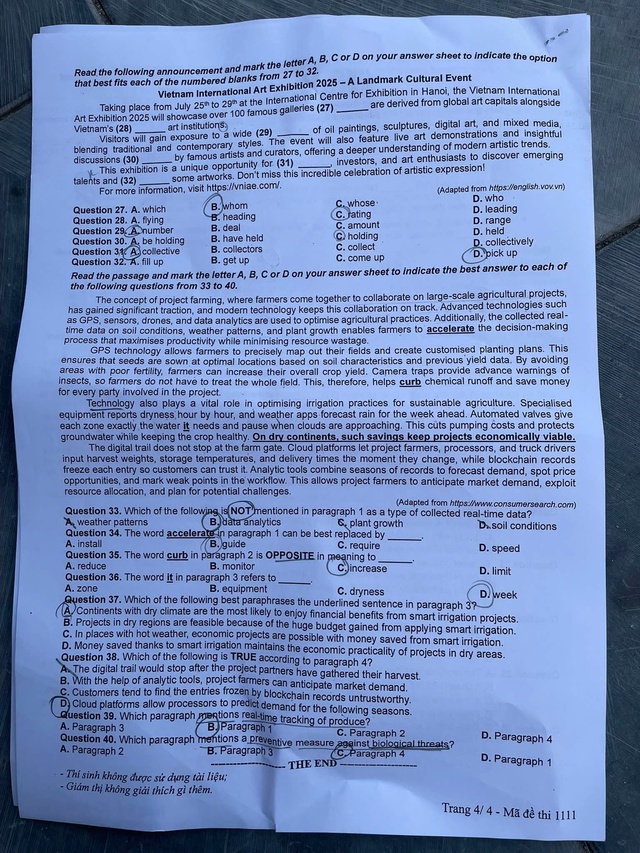 Read the following announcement and mark the letter A, B, C or D on your answer sheet to indicate the option
that best fits each of the numbered blanks from 27 to 32.
Vietnam International Art Exhibition 2025 – A Landmark Cultural Event
Taking place from July 25th to 29th at the International Centre for Exhibition in Hanoi, the Vietnam International
Art Exhibition 2025 will showcase over 100 famous galleries (27) ______ are derived from global art capitals alongside
Vietnam's (28) ______ art institutions.
Visitors will gain exposure to a wide (29) ______ of oil paintings, sculptures, digital art, and mixed media,
blending traditional and contemporary styles. The event will also feature live art demonstrations and insightful
discussions (30) ______ by famous artists and curators, offering a deeper understanding of modern artistic trends.
This exhibition is a unique opportunity for (31) ______, investors, and art enthusiasts to discover emerging
talents and (32) ______ some artworks. Don't miss this incredible celebration of artistic expression!
For more information, visit https://vniae.com/.
(Adapted from https://english.vov.vn)
Question 27. A. which B. whom C. whose D. who
Question 28. A. flying B. heading C. rating D. leading
Question 29. A. number B. deal C. amount D. range
Question 30. A. be holding B. have held C. holding D. held
Question 31. A. collective B. collectors C. collect D. collectively
Question 32. A. fill up B. get up C. come up D. pick up
Read the passage and mark the letter A, B, C or D on your answer sheet to indicate the best answer to each of
the following questions from 33 to 40.
The concept of project farming, where farmers come together to collaborate on large-scale agricultural projects,
has gained significant traction, and modern technology keeps this collaboration on track. Advanced technologies such
as GPS, sensors, drones, and data analytics are used to optimise agricultural practices. Additionally, the collected real-
time data on soil conditions, weather patterns, and plant growth enables farmers to accelerate the decision-making
process that maximises productivity while minimising resource wastage.
GPS technology allows farmers to precisely map out their fields and create customised planting plans. This
ensures that seeds are sown at optimal locations based on soil characteristics and previous yield data. By avoiding
areas with poor fertility, farmers can increase their overall crop yield. Camera traps provide advance warnings of
insects, so farmers do not have to treat the whole field. This, therefore, helps curb chemical runoff and save money
for every party involved in the project.
Technology also plays a vital role in optimising irrigation practices for sustainable agriculture. Specialised
equipment reports dryness hour by hour, and weather apps forecast rain for the week ahead. Automated valves give
each zone exactly the water it needs and pause when clouds are approaching. This cuts pumping costs and protects
groundwater while keeping the crop healthy. On dry continents, such savings keep projects economically viable.
The digital trail does not stop at the farm gate. Cloud platforms let project farmers, processors, and truck drivers
input harvest weights, storage temperatures, and delivery times the moment they change, while blockchain records
freeze each entry so customers can trust it. Analytic tools combine seasons of records to forecast demand, spot price
opportunities, and mark weak points in the workflow. This allows project farmers to anticipate market demand, exploit
resource allocation, and plan for potential challenges.
(Adapted from https://www.consumersearch.com)
Question 33. Which of the following is NOT mentioned in paragraph 1 as a type of collected real-time data?
A. weather patterns B. data analytics C. plant growth D. soil conditions
Question 34. The word accelerate in paragraph 1 can be best replaced by ______.
A. install B. guide C. require D. speed
Question 35. The word curb in paragraph 2 is OPPOSITE in meaning to ______.
A. reduce B. monitor C. increase D. limit
Question 36. The word it in paragraph 3 refers to ______.
A. zone B. equipment C. dryness D. week
Question 37. Which of the following best paraphrases the underlined sentence in paragraph 3?
A. Continents with dry climate are the most likely to enjoy financial benefits from smart irrigation projects.
B. Projects in dry regions are feasible because of the huge budget gained from applying smart irrigation.
C. In places with hot weather, economic projects are possible with money saved from smart irrigation.
D. Money saved thanks to smart irrigation maintains the economic practicality of projects in dry areas.
Question 38. Which of the following is TRUE according to paragraph 4?
A. The digital trail would stop after the project partners have gathered their harvest.
B. With the help of analytic tools, project farmers can anticipate market demand.
C. Customers tend to find the entries frozen by blockchain records untrustworthy.
D. Cloud platforms allow processors to predict demand for the following seasons.
Question 39. Which paragraph mentions real-time tracking of produce?
A. Paragraph 3 B. Paragraph 1 C. Paragraph 2 D. Paragraph 4
Question 40. Which paragraph mentions a preventive measure against biological threats?
A. Paragraph 2 B. Paragraph 3 C. Paragraph 4 D. Paragraph 1
---------- THE END ----------
- Thí sinh không được sử dụng tài liệu;
- Giám thị không giải thích gì thêm.
Trang 4/ 4 - Mã đề thi 1111